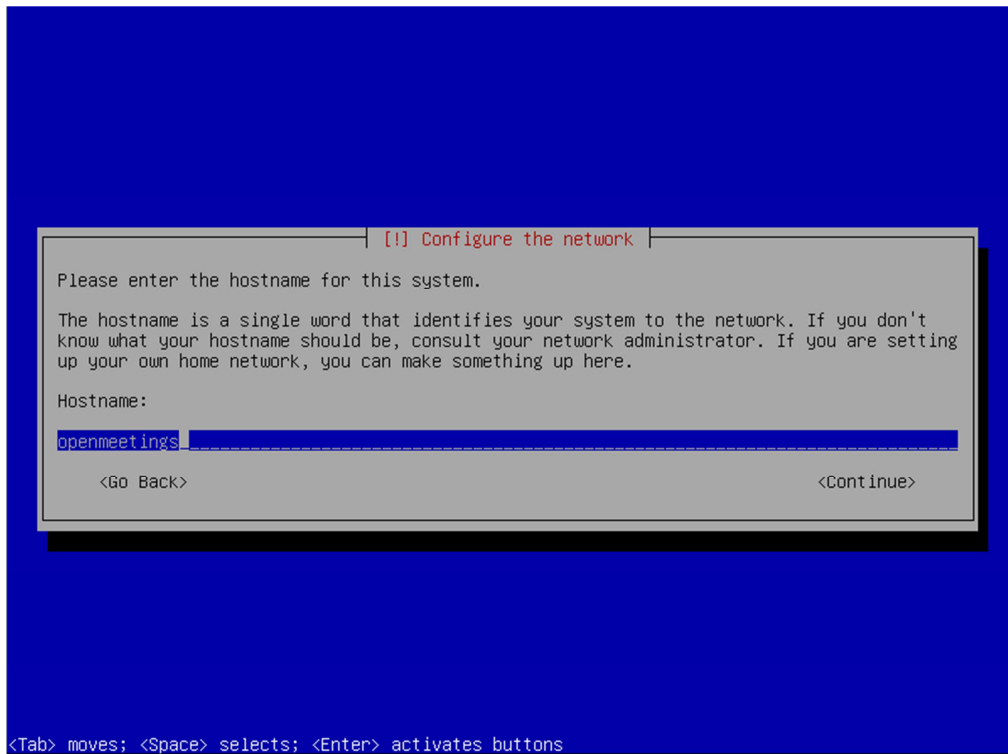 [!] Configure the network
Please enter the hostname for this system.
The hostname is a single word that identifies your system to the network. If you don't
know what your hostname should be, consult your network administrator. If you are setting
up your own home network, you can make something up here.
Hostname:
openmeetings
<Go Back> <Continue>
<Tab> moves; <Space> selects; <Enter> activates buttons